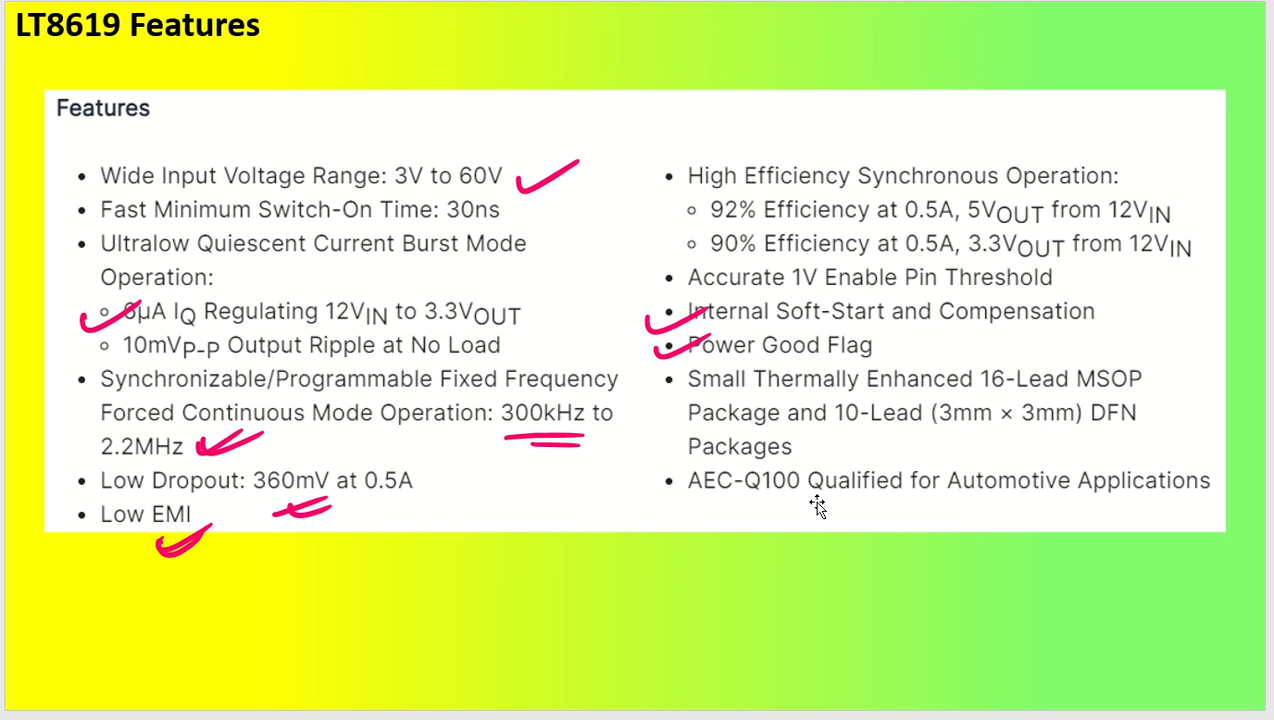 LT8619 Features
Features
• Wide Input Voltage Range: 3V to 60V
• Fast Minimum Switch-On Time: 30ns
• Ultralow Quiescent Current Burst Mode
Operation:
○ 6µA IQ Regulating 12VIN to 3.3VOUT
○ 10mVP-P Output Ripple at No Load
• Synchronizable/Programmable Fixed Frequency
Forced Continuous Mode Operation: 300kHz to
2.2MHz
• Low Dropout: 360mV at 0.5A
• Low EMI
• High Efficiency Synchronous Operation:
○ 92% Efficiency at 0.5A, 5VOUT from 12VIN
○ 90% Efficiency at 0.5A, 3.3VOUT from 12VIN
• Accurate 1V Enable Pin Threshold
• Internal Soft-Start and Compensation
• Power Good Flag
• Small Thermally Enhanced 16-Lead MSOP
Package and 10-Lead (3mm × 3mm) DFN
Packages
• AEC-Q100 Qualified for Automotive Applications